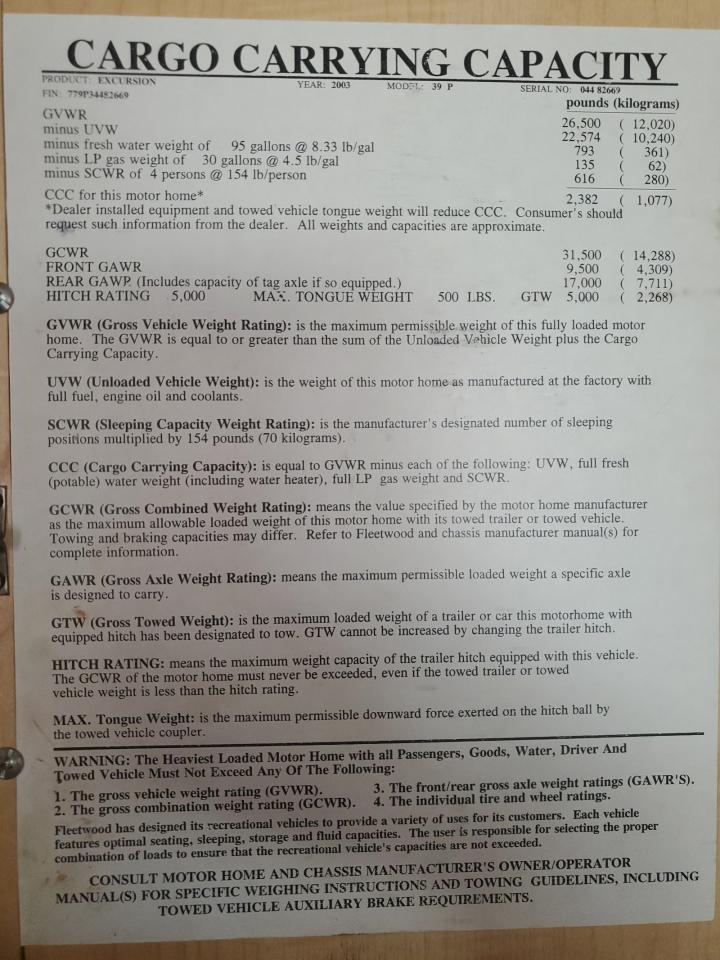 CARGO CARRYING CAPACITY
PRODUCT: EXCURSION YEAR: 2003 MODEL: 39 P SERIAL NO: 044 82669
FIN: 779P34482669
pounds (kilograms)
GVWR 26,500 ( 12,020)
minus UVW 22,574 ( 10,240)
minus fresh water weight of 95 gallons @ 8.33 lb/gal 793 ( 361)
minus LP gas weight of 30 gallons @ 4.5 lb/gal 135 ( 62)
minus SCWR of 4 persons @ 154 lb/person 616 ( 280)
CCC for this motor home* 2,382 ( 1,077)
*Dealer installed equipment and towed vehicle tongue weight will reduce CCC. Consumer's should
request such information from the dealer. All weights and capacities are approximate.
GCWR 31,500 ( 14,288)
FRONT GAWR 9,500 ( 4,309)
REAR GAWR (Includes capacity of tag axle if so equipped.) 17,000 ( 7,711)
HITCH RATING 5,000 MAX. TONGUE WEIGHT 500 LBS. GTW 5,000 ( 2,268)
GVWR (Gross Vehicle Weight Rating): is the maximum permissible weight of this fully loaded motor
home. The GVWR is equal to or greater than the sum of the Unloaded Vehicle Weight plus the Cargo
Carrying Capacity.
UVW (Unloaded Vehicle Weight): is the weight of this motor home as manufactured at the factory with
full fuel, engine oil and coolants.
SCWR (Sleeping Capacity Weight Rating): is the manufacturer's designated number of sleeping
positions multiplied by 154 pounds (70 kilograms).
CCC (Cargo Carrying Capacity): is equal to GVWR minus each of the following: UVW, full fresh
(potable) water weight (including water heater), full LP gas weight and SCWR.
GCWR (Gross Combined Weight Rating): means the value specified by the motor home manufacturer
as the maximum allowable loaded weight of this motor home with its towed trailer or towed vehicle.
Towing and braking capacities may differ. Refer to Fleetwood and chassis manufacturer manual(s) for
complete information.
GAWR (Gross Axle Weight Rating): means the maximum permissible loaded weight a specific axle
is designed to carry.
GTW (Gross Towed Weight): is the maximum loaded weight of a trailer or car this motorhome with
equipped hitch has been designated to tow. GTW cannot be increased by changing the trailer hitch.
HITCH RATING: means the maximum weight capacity of the trailer hitch equipped with this vehicle.
The GCWR of the motor home must never be exceeded, even if the towed trailer or towed
vehicle weight is less than the hitch rating.
MAX. Tongue Weight: is the maximum permissible downward force exerted on the hitch ball by
the towed vehicle coupler.
WARNING: The Heaviest Loaded Motor Home with all Passengers, Goods, Water, Driver And
Towed Vehicle Must Not Exceed Any Of The Following:
1. The gross vehicle weight rating (GVWR). 3. The front/rear gross axle weight ratings (GAWR'S).
2. The gross combination weight rating (GCWR). 4. The individual tire and wheel ratings.
Fleetwood has designed its recreational vehicles to provide a variety of uses for its customers. Each vehicle
features optimal seating, sleeping, storage and fluid capacities. The user is responsible for selecting the proper
combination of loads to ensure that the recreational vehicle's capacities are not exceeded.
CONSULT MOTOR HOME AND CHASSIS MANUFACTURER'S OWNER/OPERATOR
MANUAL(S) FOR SPECIFIC WEIGHING INSTRUCTIONS AND TOWING GUIDELINES, INCLUDING
TOWED VEHICLE AUXILIARY BRAKE REQUIREMENTS.